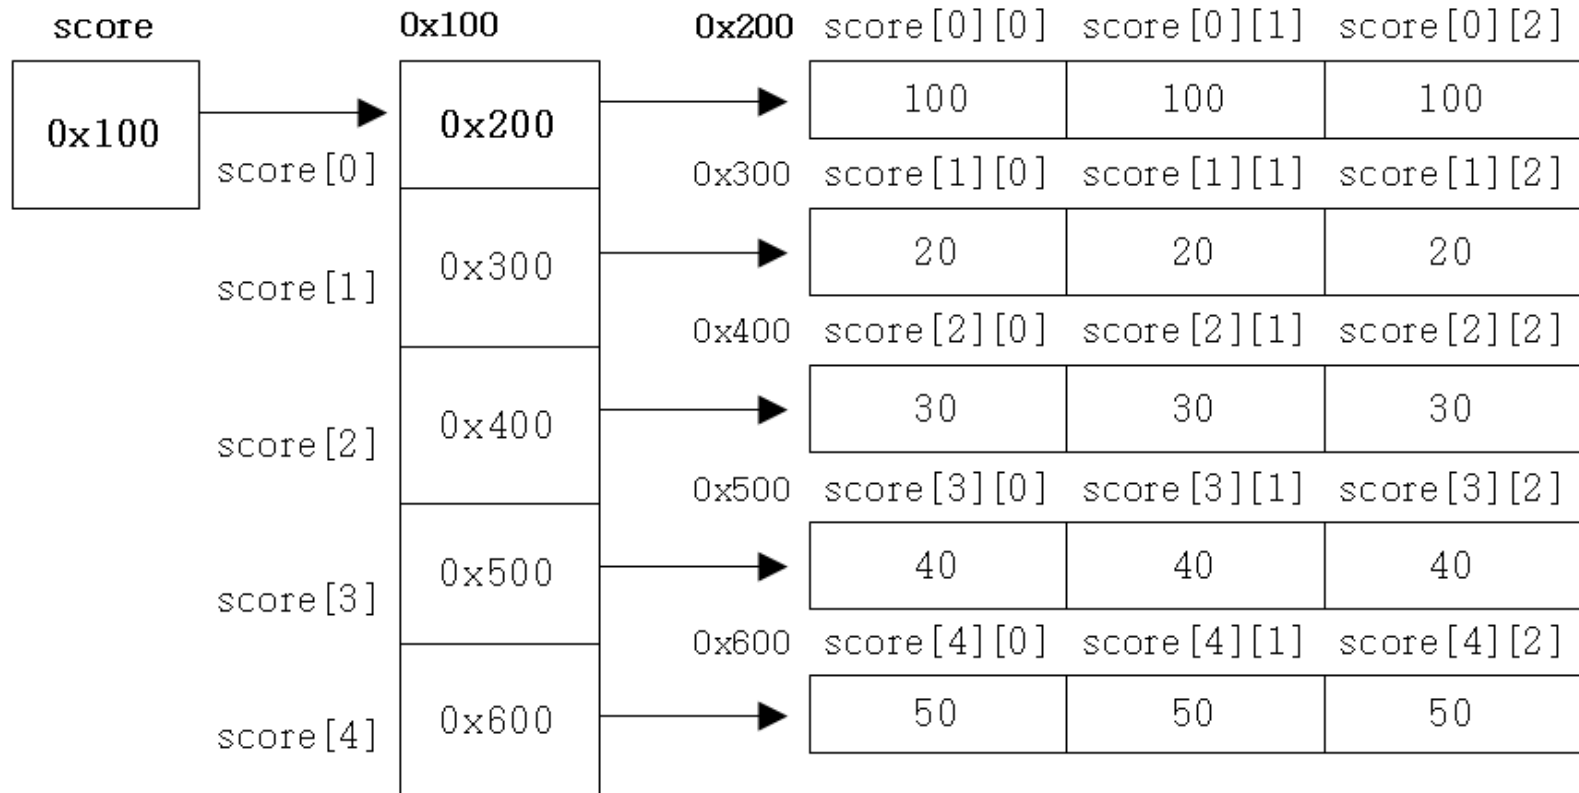 score 0x100 0x200 score[0][0] score[0][1] score[0][2]
0x100 0x200 100 100 100
score[0] 0x300 score[1][0] score[1][1] score[1][2]
score[1] 0x300 20 20 20
0x400 score[2][0] score[2][1] score[2][2]
score[2] 0x400 30 30 30
0x500 score[3][0] score[3][1] score[3][2]
score[3] 0x500 40 40 40
0x600 score[4][0] score[4][1] score[4][2]
score[4] 0x600 50 50 50